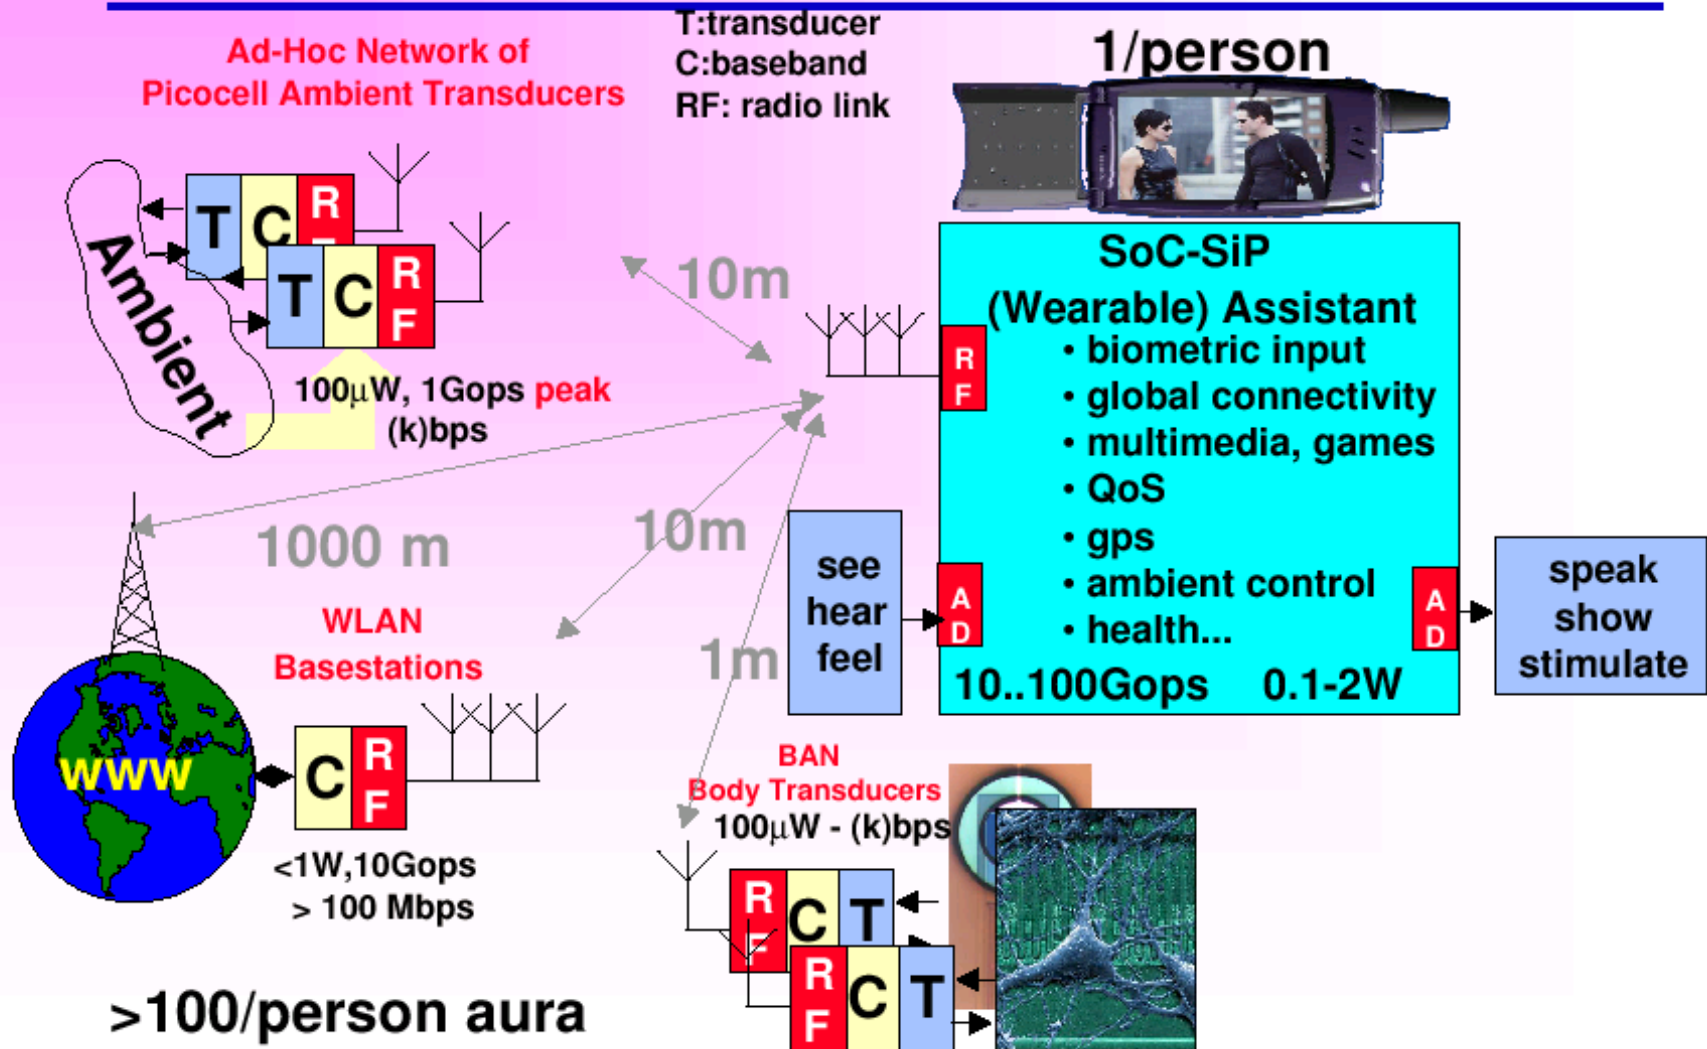 T:transducer
C:baseband
RF: radio link
Ad-Hoc Network of
Picocell Ambient Transducers
1/person
T C R
T C R F
Ambient
100µW, 1Gops peak
(k)bps
10m
1000 m
10m
1m
SoC-SiP
(Wearable) Assistant
• biometric input
• global connectivity
• multimedia, games
• QoS
• gps
• ambient control
• health...
10..100Gops 0.1-2W
R F
A D
A D
see
hear
feel
speak
show
stimulate
WLAN
Basestations
www
C R F
<1W,10Gops
> 100 Mbps
BAN
Body Transducers
100µW - (k)bps
R F C T
R F C T
>100/person aura